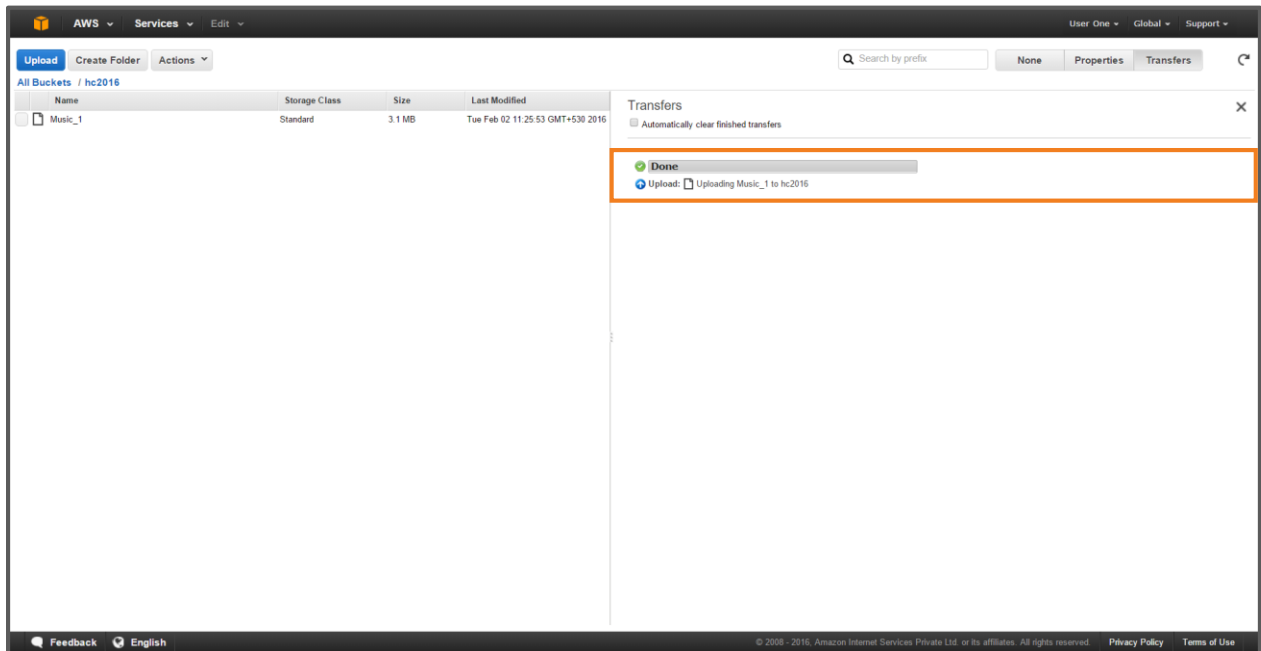 AWS Services Edit User One Global Support
Upload Create Folder Actions Search by prefix None Properties Transfers
All Buckets / hc2016
Name Storage Class Size Last Modified
Music_1 Standard 3.1 MB Tue Feb 02 11:25:53 GMT+530 2016
Transfers
Automatically clear finished transfers
Done
Upload: Uploading Music_1 to hc2016
Feedback English © 2008 - 2016, Amazon Internet Services Private Ltd. or its affiliates. All rights reserved. Privacy Policy Terms of Use